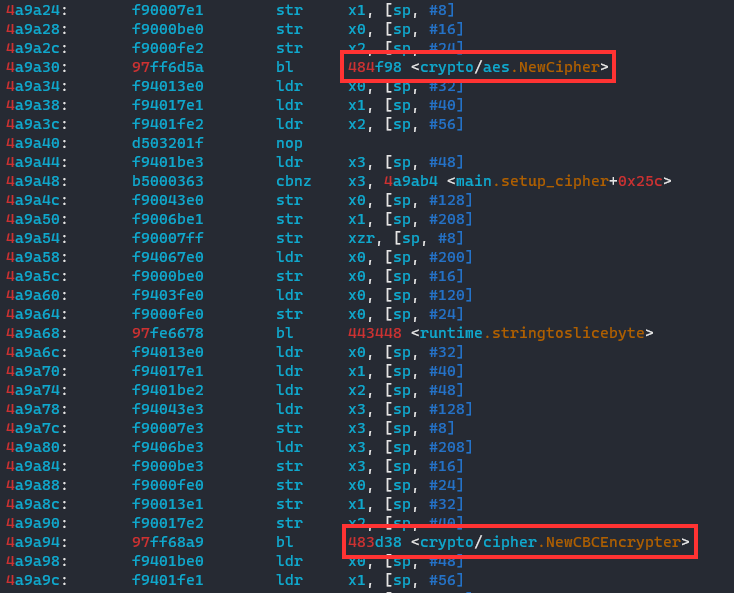 4a9a24: f90007e1 str x1, [sp, #8]
4a9a28: f9000be0 str x0, [sp, #16]
4a9a2c: f9000fe2 str x2, [sp, #24]
4a9a30: 97ff6d5a bl 484f98 <crypto/aes.NewCipher>
4a9a34: f94013e0 ldr x0, [sp, #32]
4a9a38: f94017e1 ldr x1, [sp, #40]
4a9a3c: f9401fe2 ldr x2, [sp, #56]
4a9a40: d503201f nop
4a9a44: f9401be3 ldr x3, [sp, #48]
4a9a48: b5000363 cbnz x3, 4a9ab4 <main.setup_cipher+0x25c>
4a9a4c: f90043e0 str x0, [sp, #128]
4a9a50: f9006be1 str x1, [sp, #208]
4a9a54: f90007ff str xzr, [sp, #8]
4a9a58: f94067e0 ldr x0, [sp, #200]
4a9a5c: f9000be0 str x0, [sp, #16]
4a9a60: f9403fe0 ldr x0, [sp, #120]
4a9a64: f9000fe0 str x0, [sp, #24]
4a9a68: 97fe6678 bl 443448 <runtime.stringtoslicebyte>
4a9a6c: f94013e0 ldr x0, [sp, #32]
4a9a70: f94017e1 ldr x1, [sp, #40]
4a9a74: f9401be2 ldr x2, [sp, #48]
4a9a78: f94043e3 ldr x3, [sp, #128]
4a9a7c: f90007e3 str x3, [sp, #8]
4a9a80: f9406be3 ldr x3, [sp, #208]
4a9a84: f9000be3 str x3, [sp, #16]
4a9a88: f9000fe0 str x0, [sp, #24]
4a9a8c: f90013e1 str x1, [sp, #32]
4a9a90: f90017e2 str x2, [sp, #40]
4a9a94: 97ff68a9 bl 483d38 <crypto/cipher.NewCBCEncrypter>
4a9a98: f9401be0 ldr x0, [sp, #48]
4a9a9c: f9401fe1 ldr x1, [sp, #56]